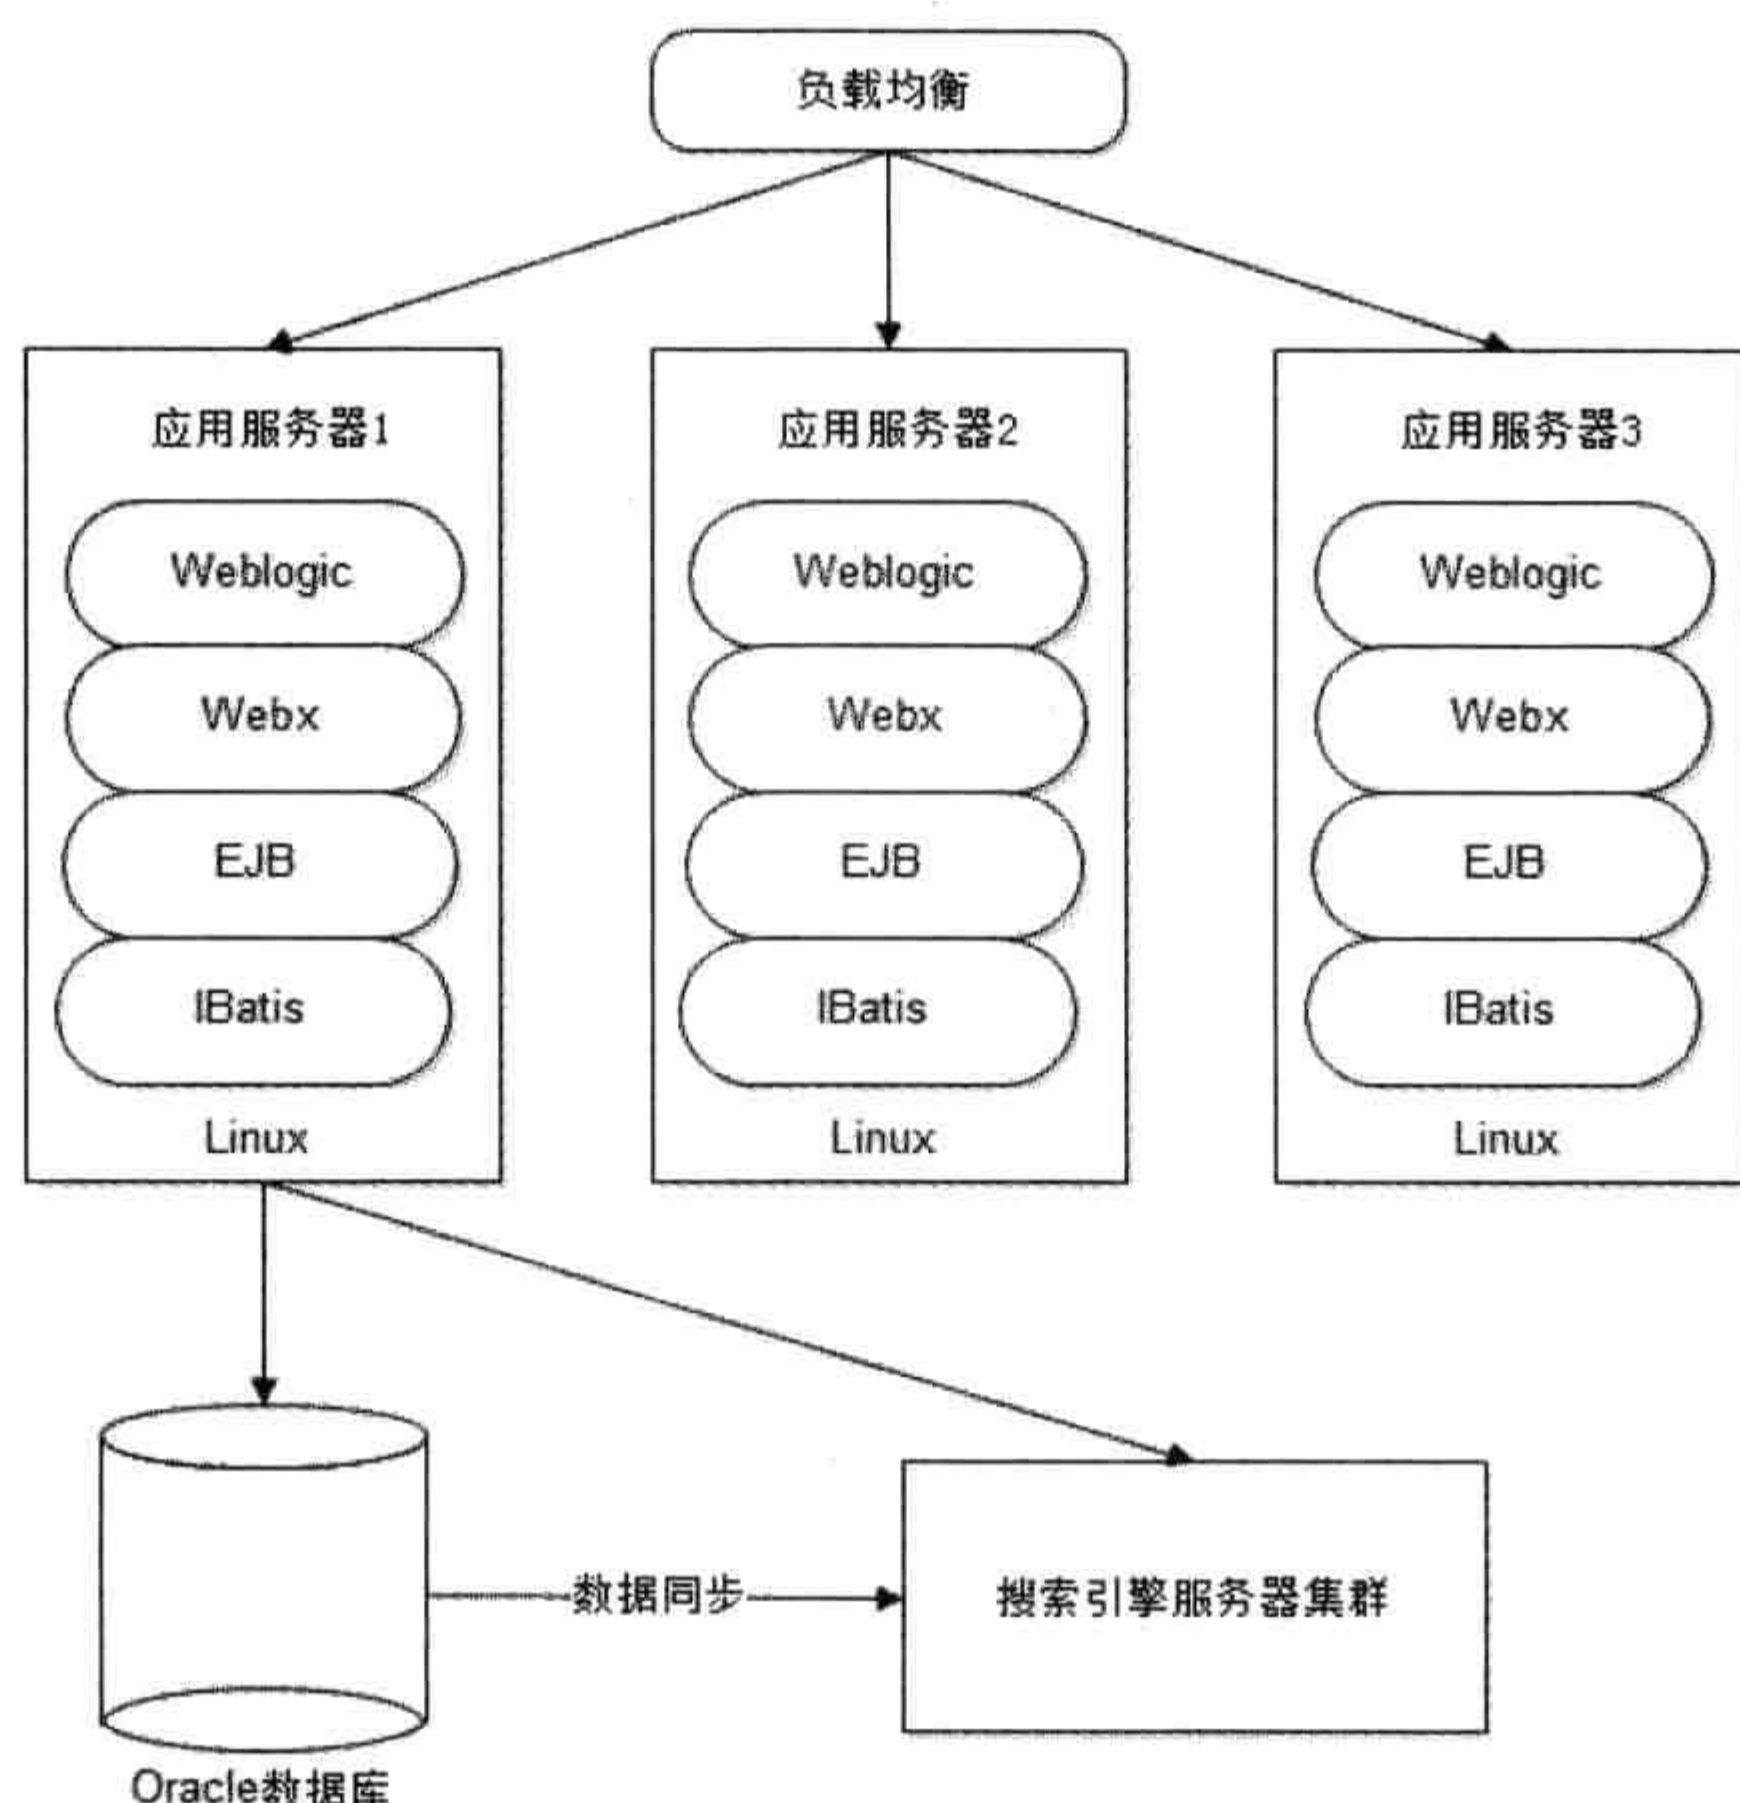 负载均衡
应用服务器1
Weblogic
Webx
EJB
IBatis
Linux
应用服务器2
Weblogic
Webx
EJB
IBatis
Linux
应用服务器3
Weblogic
Webx
EJB
IBatis
Linux
数据同步
搜索引擎服务器集群
Oracle数据库